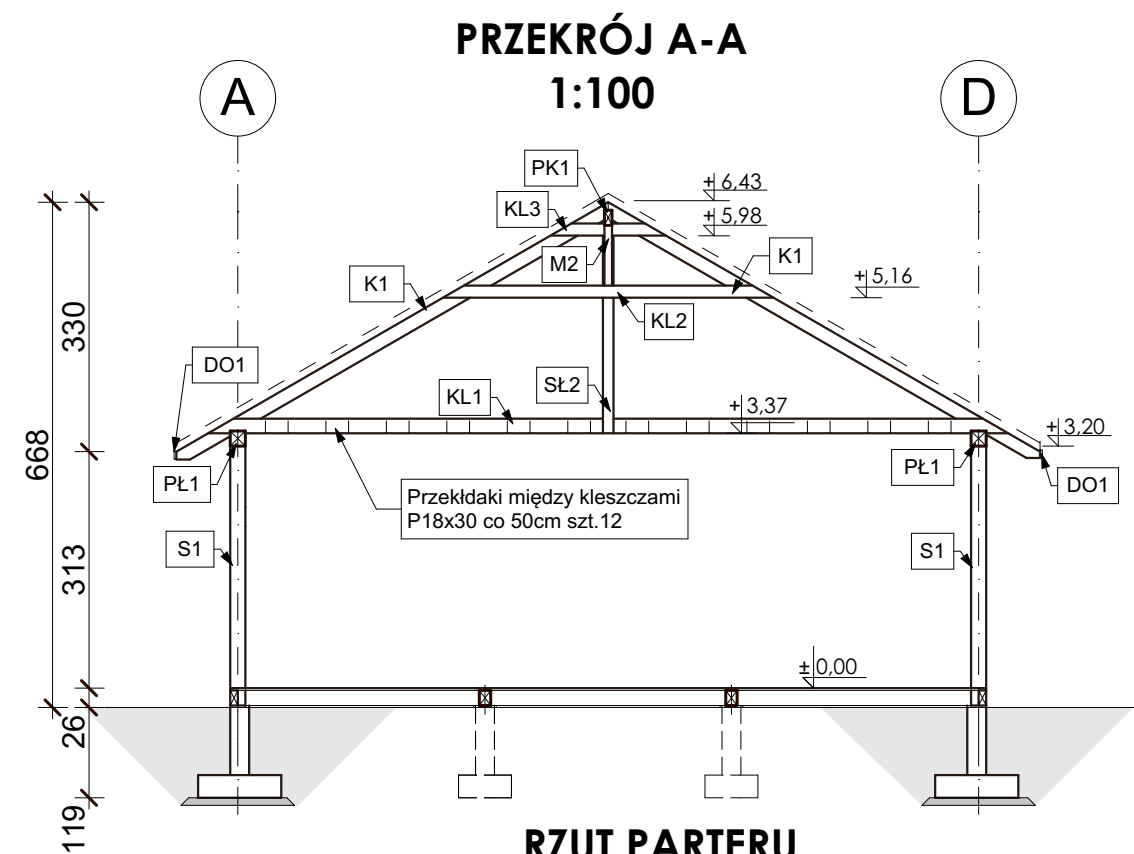 PRZEKRÓJ A-A
1:100
A
D
PK1
+6,43
KL3
+5,98
M2
K1
K1
+5,16
KL2
330
DO1
SŁ2
KL1
+3,37
+3,20
668
PŁ1
PŁ1
DO1
Przekłdaki między kleszczami
P18x30 co 50cm szt.12
S1
S1
313
±0,00
26
119
RZUT PARTERU